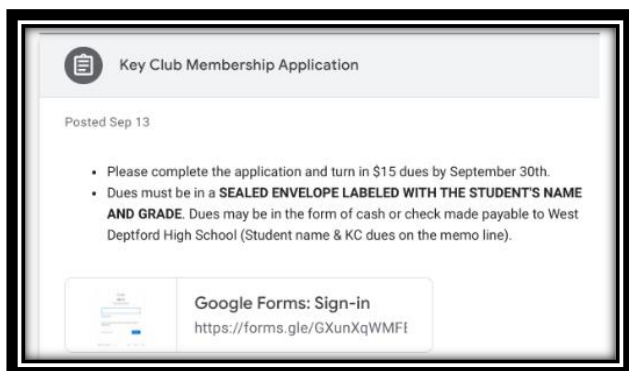 Key Club Membership Application
Posted Sep 13
• Please complete the application and turn in $15 dues by September 30th.
• Dues must be in a SEALED ENVELOPE LABELED WITH THE STUDENT'S NAME
AND GRADE. Dues may be in the form of cash or check made payable to West
Deptford High School (Student name & KC dues on the memo line).
Google Forms: Sign-in
https://forms.gle/GXunXqWMF